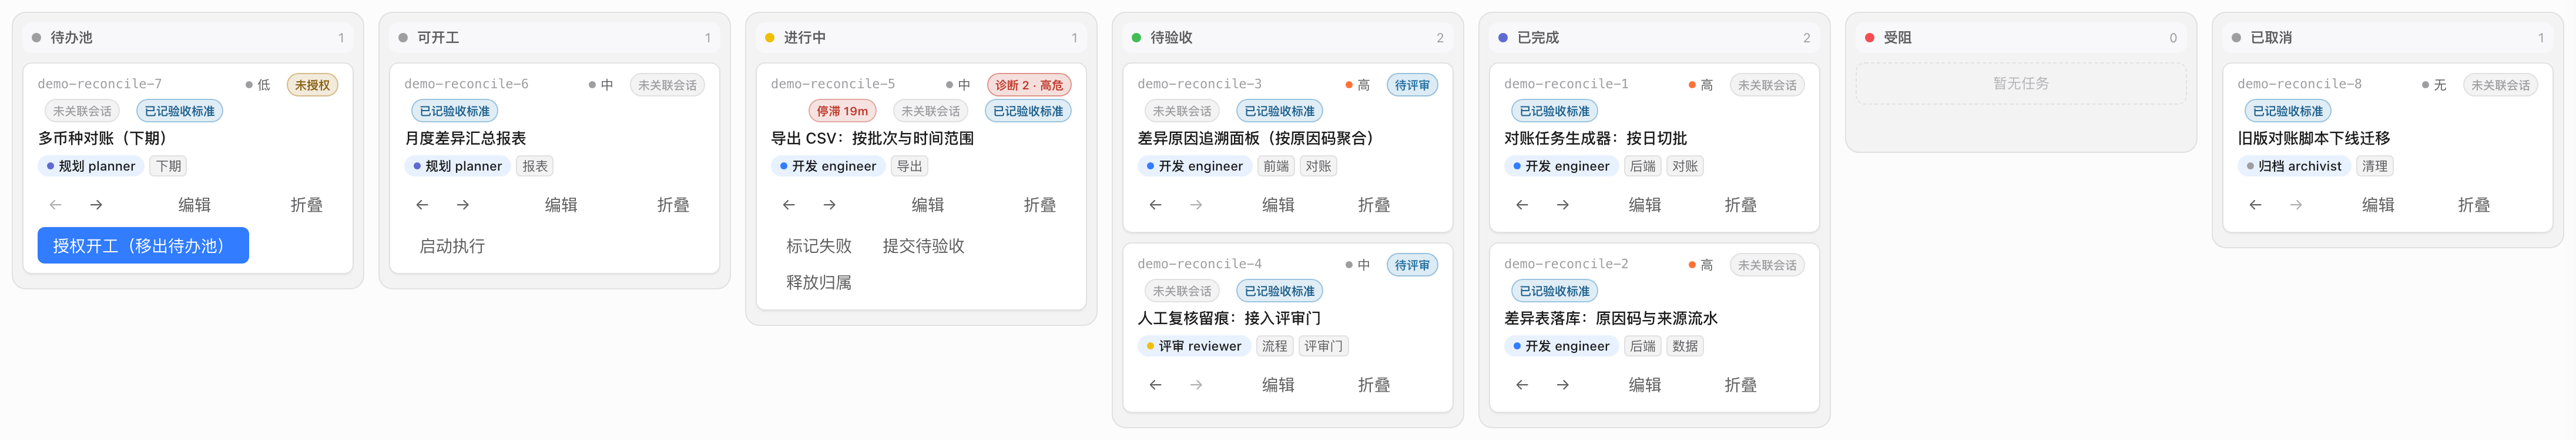 待办池 1
demo-reconcile-7 低 未授权
未关联会话 已记验收标准
多币种对账（下期）
规划 planner 下期
← → 编辑 折叠
授权开工（移出待办池）
可开工 1
demo-reconcile-6 中 未关联会话
已记验收标准
月度差异汇总报表
规划 planner 报表
← → 编辑 折叠
启动执行
进行中 1
demo-reconcile-5 中 诊断 2 · 高危
停滞 19m 未关联会话 已记验收标准
导出 CSV：按批次与时间范围
开发 engineer 导出
← → 编辑 折叠
标记失败 提交待验收
释放归属
待验收 2
demo-reconcile-3 高 待评审
未关联会话 已记验收标准
差异原因追溯面板（按原因码聚合）
开发 engineer 前端 对账
← → 编辑 折叠
demo-reconcile-4 中 待评审
未关联会话 已记验收标准
人工复核留痕：接入评审门
评审 reviewer 流程 评审门
← → 编辑 折叠
已完成 2
demo-reconcile-1 高 未关联会话
已记验收标准
对账任务生成器：按日切批
开发 engineer 后端 对账
← → 编辑 折叠
demo-reconcile-2 高 未关联会话
已记验收标准
差异表落库：原因码与来源流水
开发 engineer 后端 数据
← → 编辑 折叠
受阻 0
暂无任务
已取消 1
demo-reconcile-8 无 未关联会话
已记验收标准
旧版对账脚本下线迁移
归档 archivist 清理
← → 编辑 折叠